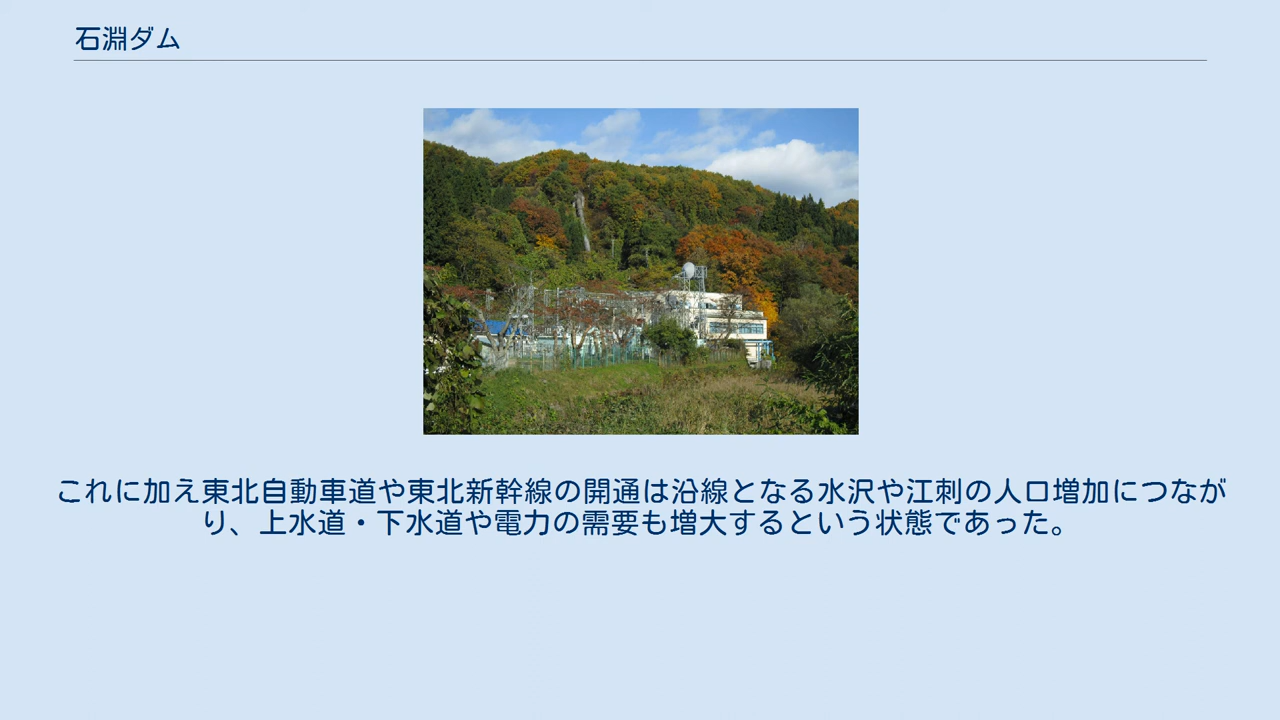 石淵ダム
これに加え東北自動車道や東北新幹線の開通は沿線となる水沢や江刺の人口増加につなが
り、上水道・下水道や電力の需要も増大するという状態であった。